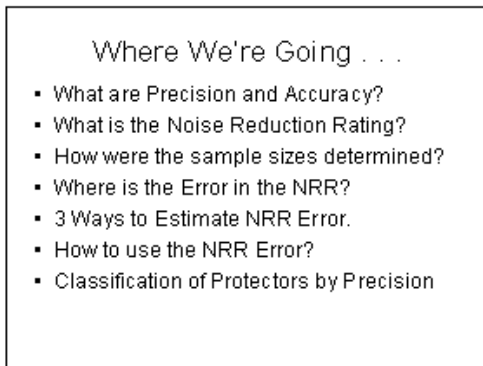 Where We're Going . . .
▪ What are Precision and Accuracy?
▪ What is the Noise Reduction Rating?
▪ How were the sample sizes determined?
▪ Where is the Error in the NRR?
▪ 3 Ways to Estimate NRR Error.
▪ How to use the NRR Error?
▪ Classification of Protectors by Precision